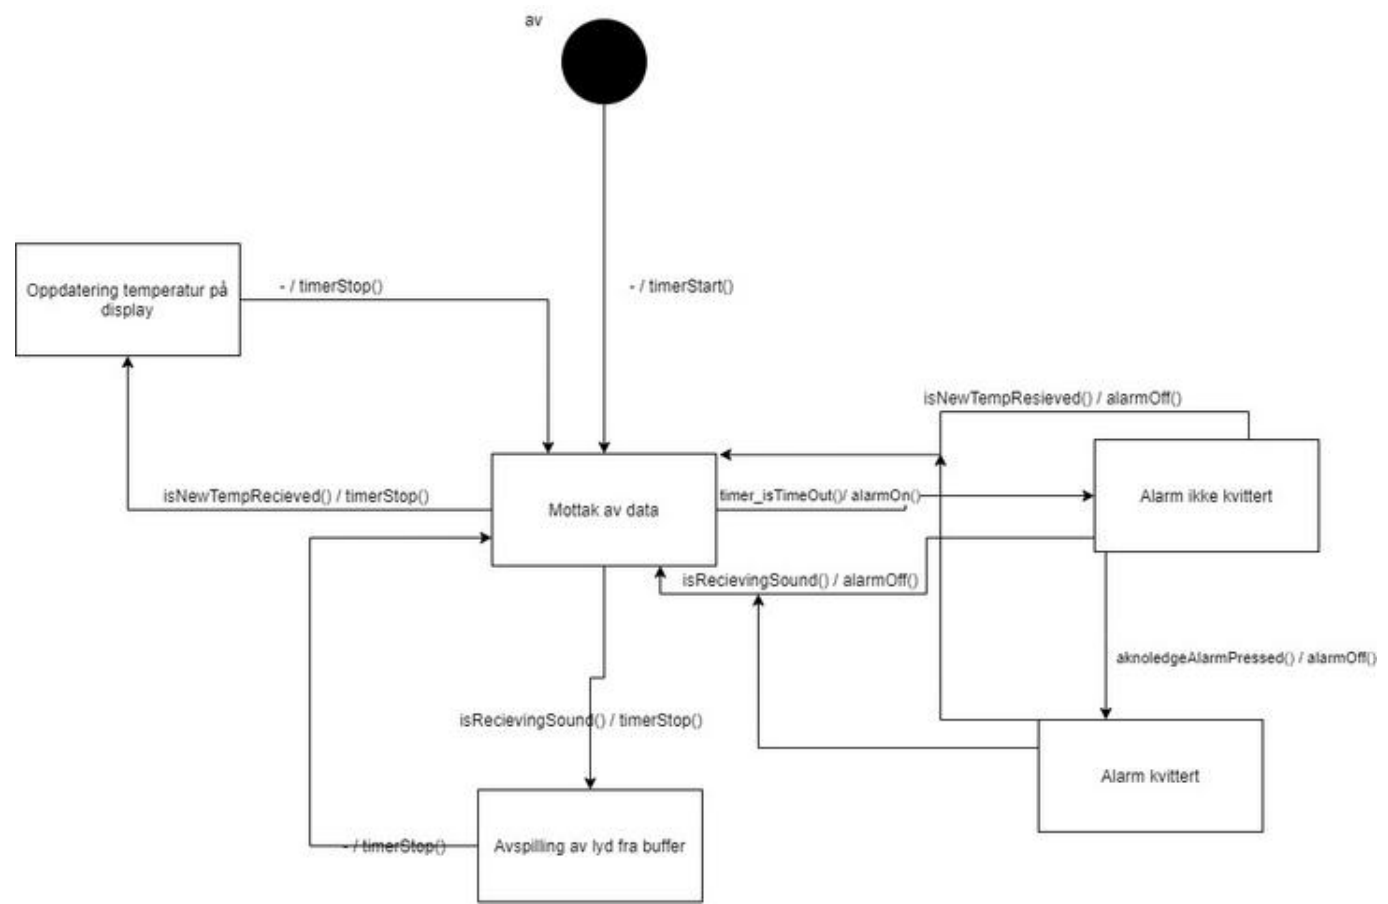 av
Oppdatering temperatur på
display
- / timerStop()
- / timerStart()
isNewTempResieved() / alarmOff()
isNewTempRecieved() / timerStop()
Mottak av data
timer_isTimeOut()/ alarmOn()
Alarm ikke kvittert
isRecievingSound() / alarmOff()
aknoledgeAlarmPressed() / alarmOff()
isRecievingSound() / timerStop()
Alarm kvittert
- / timerStop()
Avspilling av lyd fra buffer